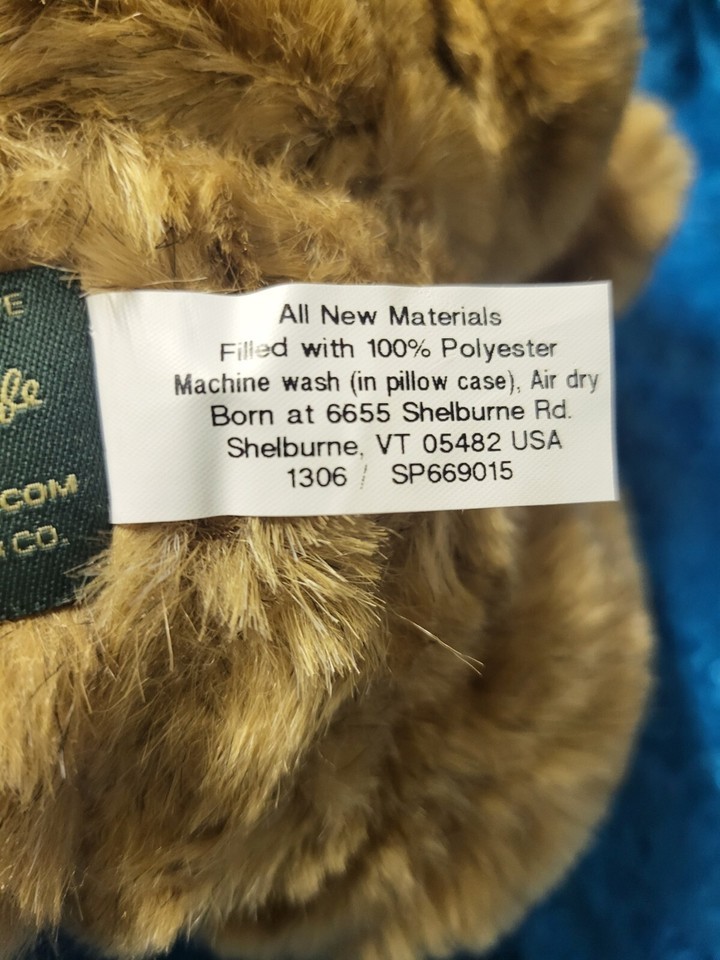 All New Materials
Filled with 100% Polyester
Machine wash (in pillow case), Air dry
Born at 6655 Shelburne Rd.
Shelburne, VT 05482 USA
1306 / SP669015
COM
CO.